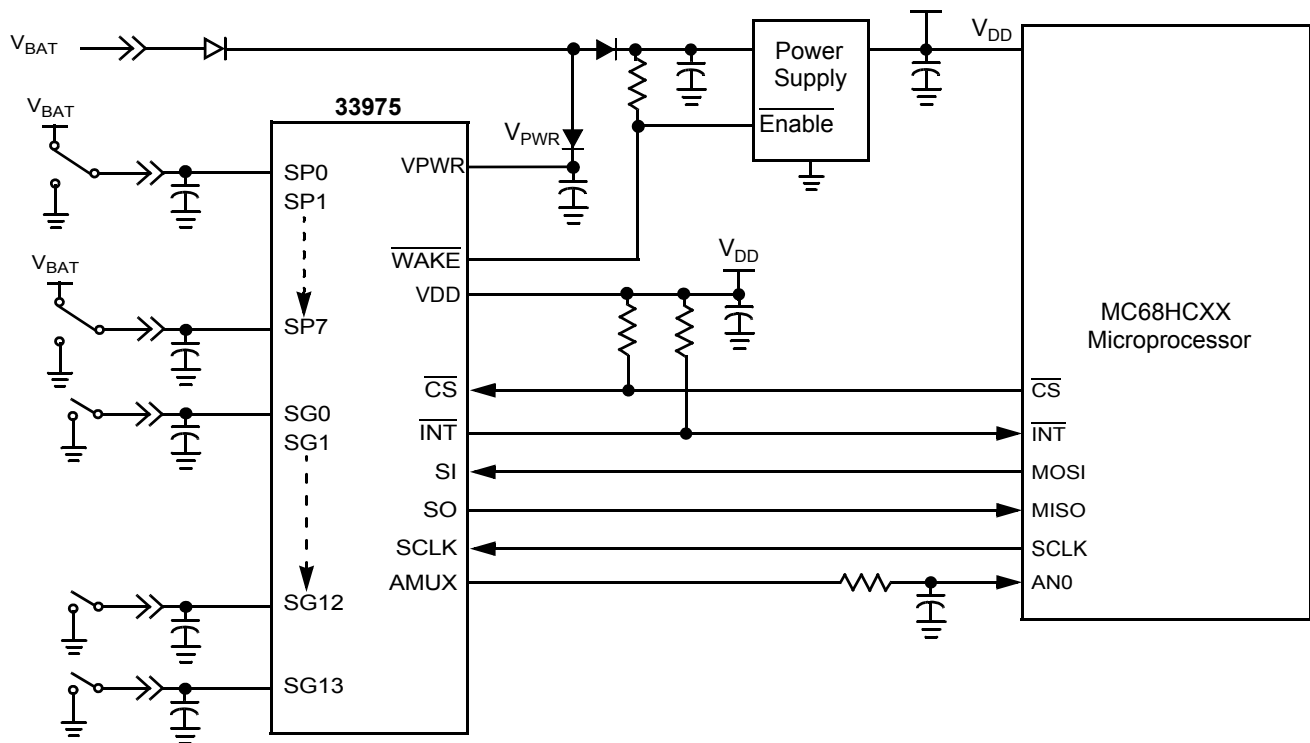 V_BAT
V_DD
Power
Supply
Enable
V_BAT
33975
V_PWR
VPWR
SP0
SP1
WAKE
V_DD
VDD
V_BAT
SP7
MC68HCXX
Microprocessor
CS
CS
SG0
SG1
INT
INT
SI
MOSI
SO
MISO
SCLK
SCLK
AMUX
AN0
SG12
SG13